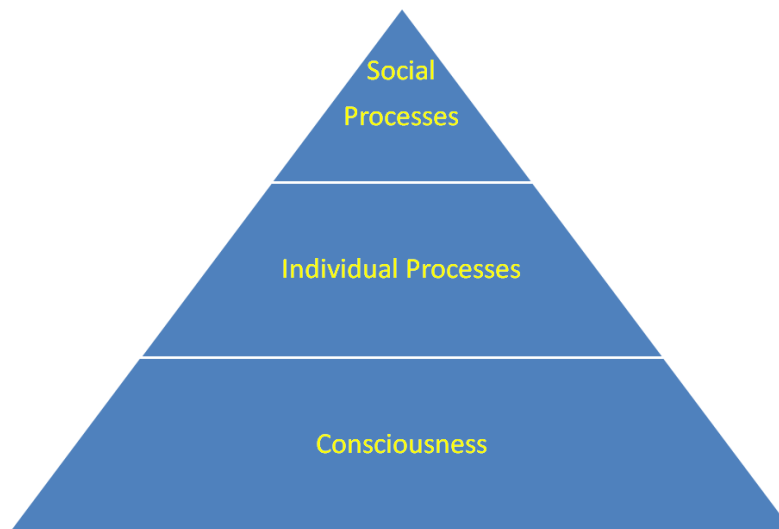 Social
Processes
Individual Processes
Consciousness